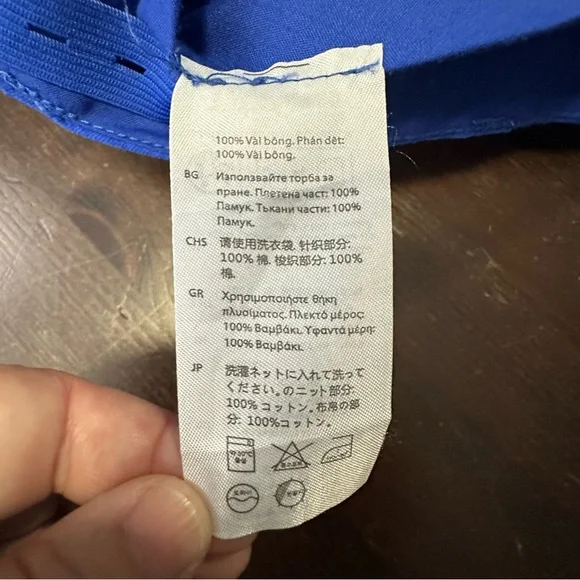 100% Vải bông. Phần dệt:
100% Vải bông.
BG Използвайте торба за
пране. Плетена част: 100%
Памук. Тъкани части: 100%
Памук.
CHS 请使用洗衣袋. 针织部分:
100% 棉. 梭织部分: 100%
棉.
GR Χρησιμοποιήστε θήκη
πλυσίματος. Πλεκτό μέρος:
100% Βαμβάκι. Υφαντά μέρη:
100% Βαμβάκι.
JP 洗濯ネットに入れて洗って
ください。のニット部分:
100% コットン。布帛の部
分: 100%コットン。